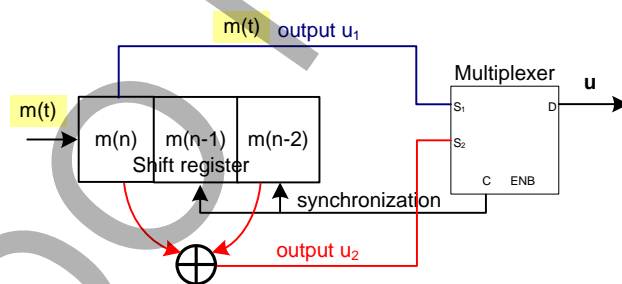 m(t) output u₁
Multiplexer
m(t)
u
S₁
D
m(n) m(n-1) m(n-2)
S₂
Shift register
C ENB
synchronization
output u₂